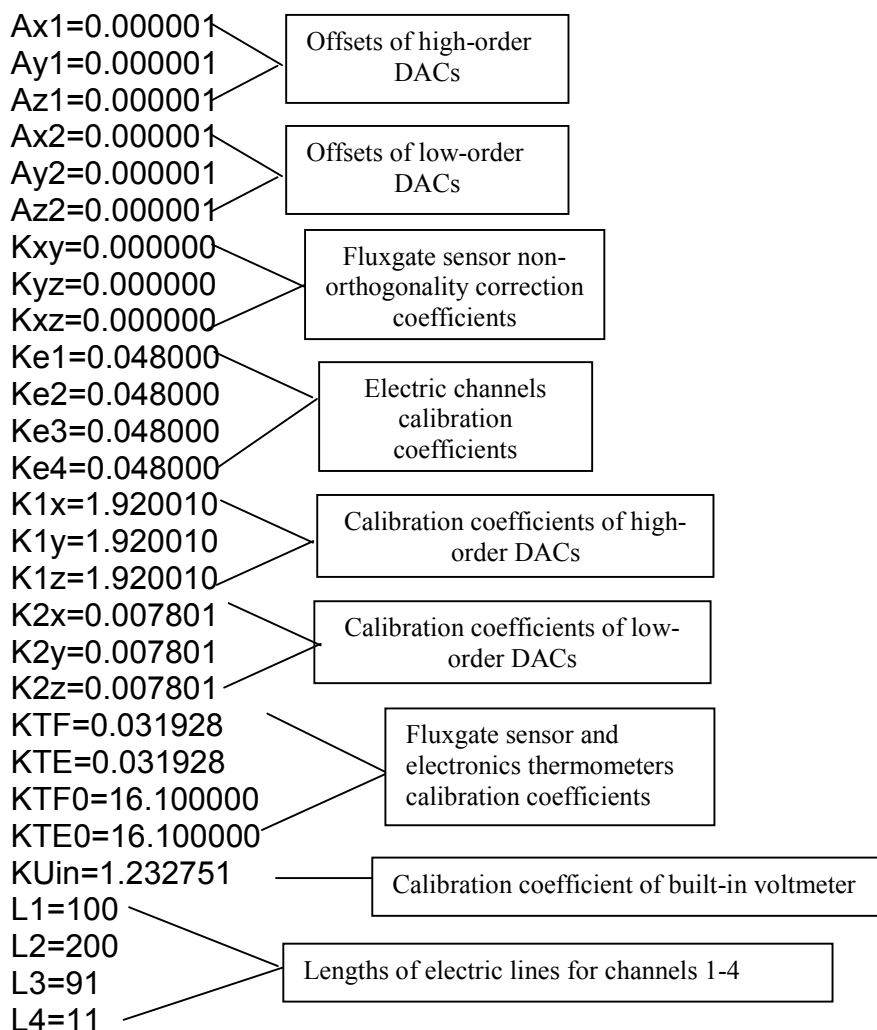 Ax1=0.000001
Ay1=0.000001
Az1=0.000001
Offsets of high-order
DACs
Ax2=0.000001
Ay2=0.000001
Az2=0.000001
Offsets of low-order
DACs
Kxy=0.000000
Kyz=0.000000
Kxz=0.000000
Fluxgate sensor non-
orthogonality correction
coefficients
Ke1=0.048000
Ke2=0.048000
Ke3=0.048000
Ke4=0.048000
Electric channels
calibration
coefficients
K1x=1.920010
K1y=1.920010
K1z=1.920010
Calibration coefficients of high-
order DACs
K2x=0.007801
K2y=0.007801
K2z=0.007801
Calibration coefficients of low-
order DACs
KTF=0.031928
KTE=0.031928
KTF0=16.100000
KTE0=16.100000
Fluxgate sensor and
electronics thermometers
calibration coefficients
KUin=1.232751
Calibration coefficient of built-in voltmeter
L1=100
L2=200
L3=91
L4=11
Lengths of electric lines for channels 1-4